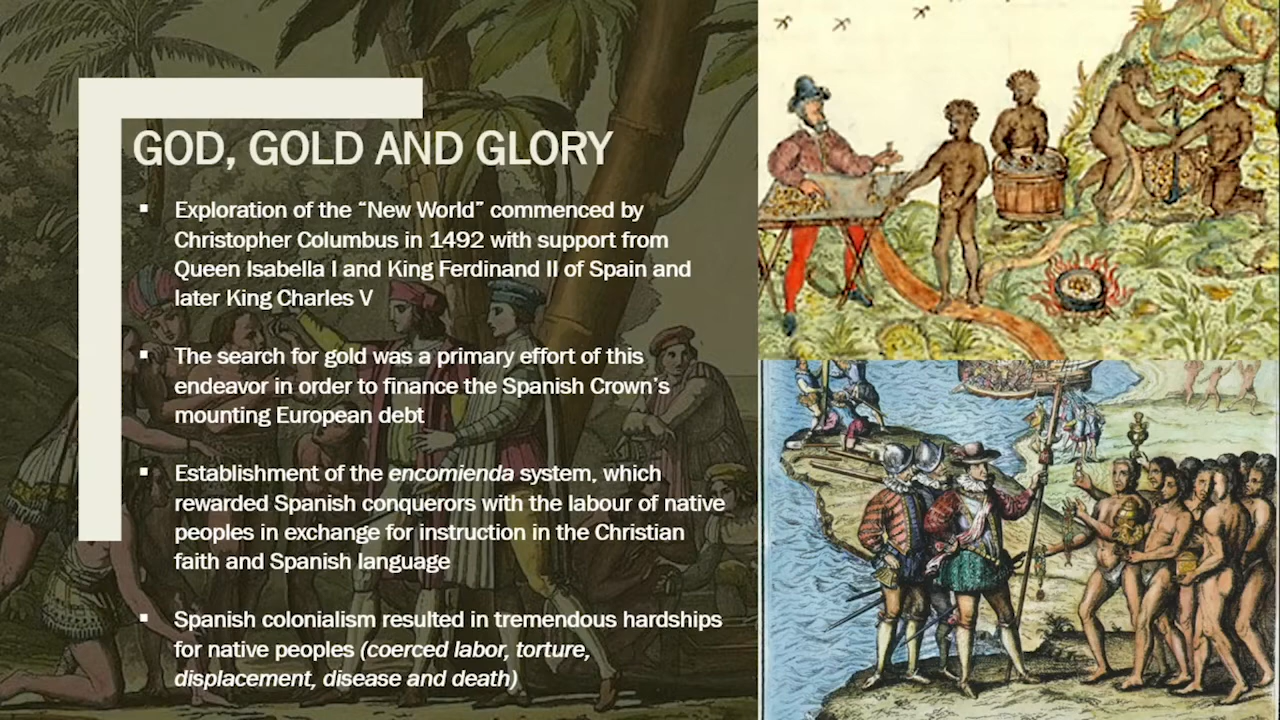 GOD, GOLD AND GLORY
▪ Exploration of the “New World” commenced by
Christopher Columbus in 1492 with support from
Queen Isabella I and King Ferdinand II of Spain and
later King Charles V
▪ The search for gold was a primary effort of this
endeavor in order to finance the Spanish Crown’s
mounting European debt
▪ Establishment of the encomienda system, which
rewarded Spanish conquerors with the labour of native
peoples in exchange for instruction in the Christian
faith and Spanish language
▪ Spanish colonialism resulted in tremendous hardships
for native peoples (coerced labor, torture,
displacement, disease and death)